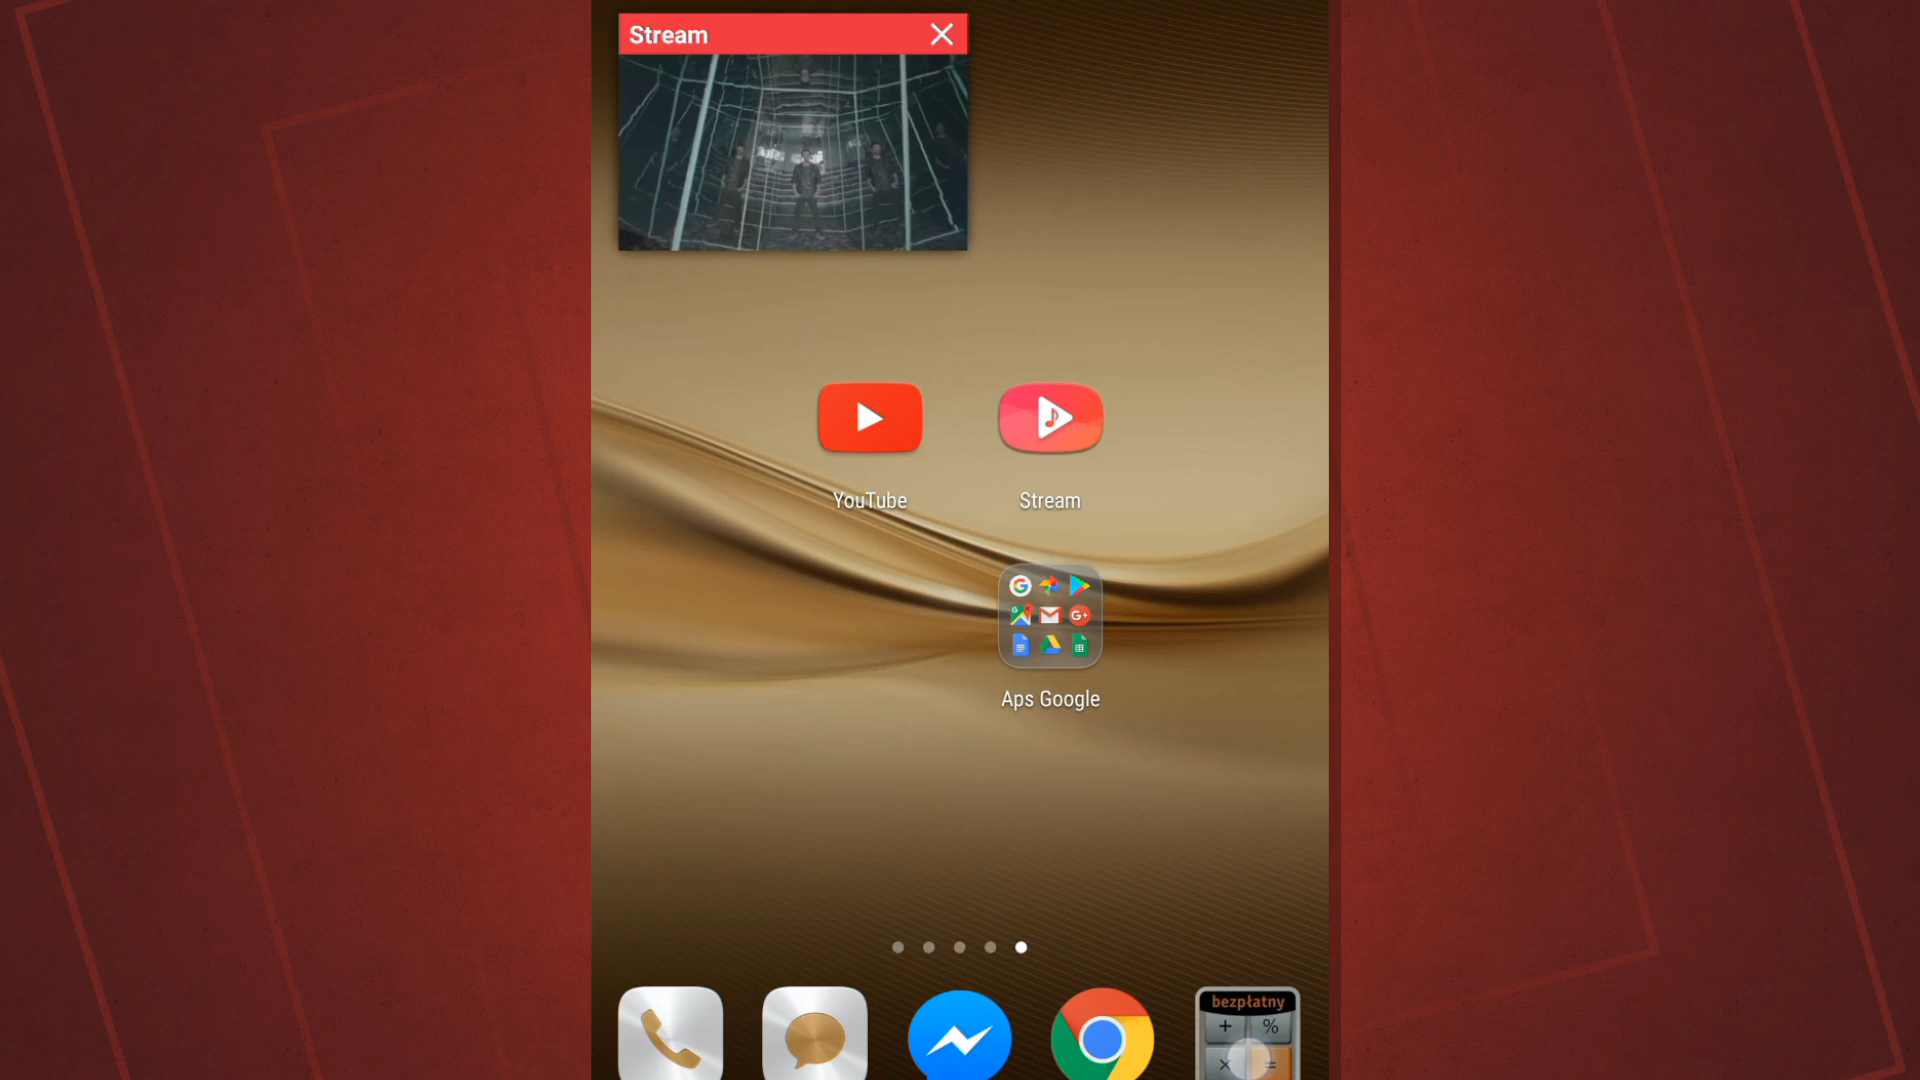 Stream
YouTube
Stream
Aps Google
bezpłatny
+ %
× =